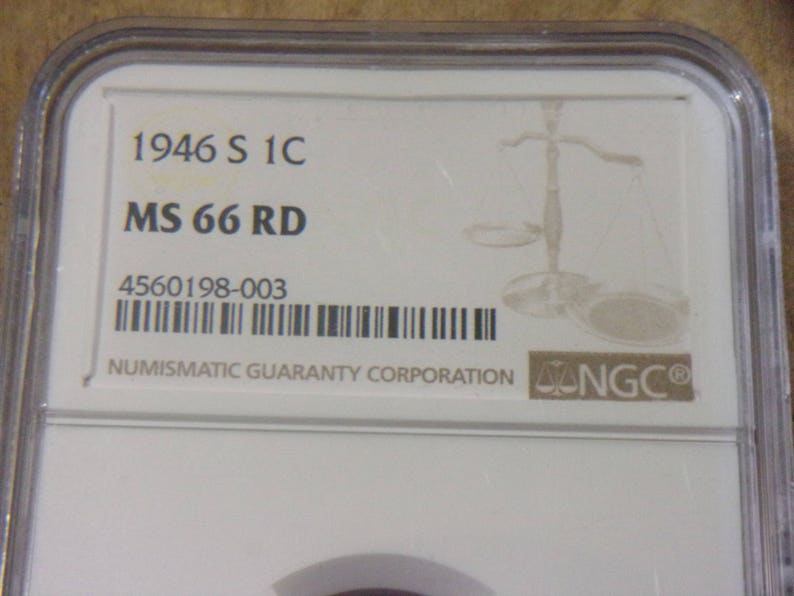 1946 S 1C
MS 66 RD
4560198-003
NUMISMATIC GUARANTY CORPORATION NGC®